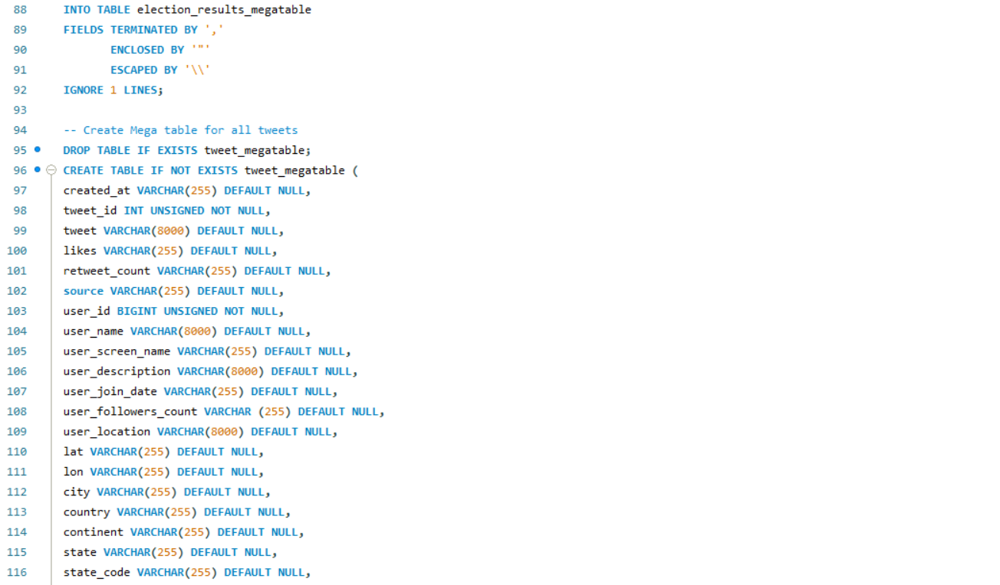 88 INTO TABLE election_results_megatable
89 FIELDS TERMINATED BY ','
90 ENCLOSED BY '"'
91 ESCAPED BY '\\'
92 IGNORE 1 LINES;
93
94 -- Create Mega table for all tweets
95 DROP TABLE IF EXISTS tweet_megatable;
96 CREATE TABLE IF NOT EXISTS tweet_megatable (
97 created_at VARCHAR(255) DEFAULT NULL,
98 tweet_id INT UNSIGNED NOT NULL,
99 tweet VARCHAR(8000) DEFAULT NULL,
100 likes VARCHAR(255) DEFAULT NULL,
101 retweet_count VARCHAR(255) DEFAULT NULL,
102 source VARCHAR(255) DEFAULT NULL,
103 user_id BIGINT UNSIGNED NOT NULL,
104 user_name VARCHAR(8000) DEFAULT NULL,
105 user_screen_name VARCHAR(255) DEFAULT NULL,
106 user_description VARCHAR(8000) DEFAULT NULL,
107 user_join_date VARCHAR(255) DEFAULT NULL,
108 user_followers_count VARCHAR (255) DEFAULT NULL,
109 user_location VARCHAR(8000) DEFAULT NULL,
110 lat VARCHAR(255) DEFAULT NULL,
111 lon VARCHAR(255) DEFAULT NULL,
112 city VARCHAR(255) DEFAULT NULL,
113 country VARCHAR(255) DEFAULT NULL,
114 continent VARCHAR(255) DEFAULT NULL,
115 state VARCHAR(255) DEFAULT NULL,
116 state_code VARCHAR(255) DEFAULT NULL,